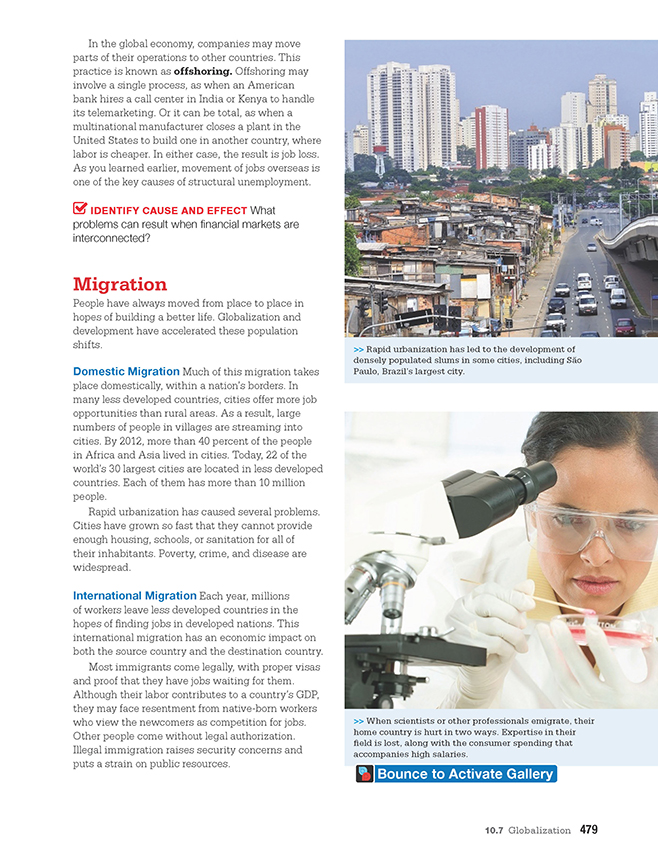 In the global economy, companies may move
parts of their operations to other countries. This
practice is known as offshoring. Offshoring may
involve a single process, as when an American
bank hires a call center in India or Kenya to handle
its telemarketing. Or it can be total, as when a
multinational manufacturer closes a plant in the
United States to build one in another country, where
labor is cheaper. In either case, the result is job loss.
As you learned earlier, movement of jobs overseas is
one of the key causes of structural unemployment.
IDENTIFY CAUSE AND EFFECT What
problems can result when financial markets are
interconnected?
Migration
People have always moved from place to place in
hopes of building a better life. Globalization and
development have accelerated these population
shifts.
Domestic Migration Much of this migration takes
place domestically, within a nation's borders. In
many less developed countries, cities offer more job
opportunities than rural areas. As a result, large
numbers of people in villages are streaming into
cities. By 2012, more than 40 percent of the people
in Africa and Asia lived in cities. Today, 22 of the
world's 30 largest cities are located in less developed
countries. Each of them has more than 10 million
people.
Rapid urbanization has caused several problems.
Cities have grown so fast that they cannot provide
enough housing, schools, or sanitation for all of
their inhabitants. Poverty, crime, and disease are
widespread.
International Migration Each year, millions
of workers leave less developed countries in the
hopes of finding jobs in developed nations. This
international migration has an economic impact on
both the source country and the destination country.
Most immigrants come legally, with proper visas
and proof that they have jobs waiting for them.
Although their labor contributes to a country's GDP,
they may face resentment from native-born workers
who view the newcomers as competition for jobs.
Other people come without legal authorization.
Illegal immigration raises security concerns and
puts a strain on public resources.
>> Rapid urbanization has led to the development of
densely populated slums in some cities, including São
Paulo, Brazil's largest city.
>> When scientists or other professionals emigrate, their
home country is hurt in two ways. Expertise in their
field is lost, along with the consumer spending that
accompanies high salaries.
Bounce to Activate Gallery
10.7 Globalization 479